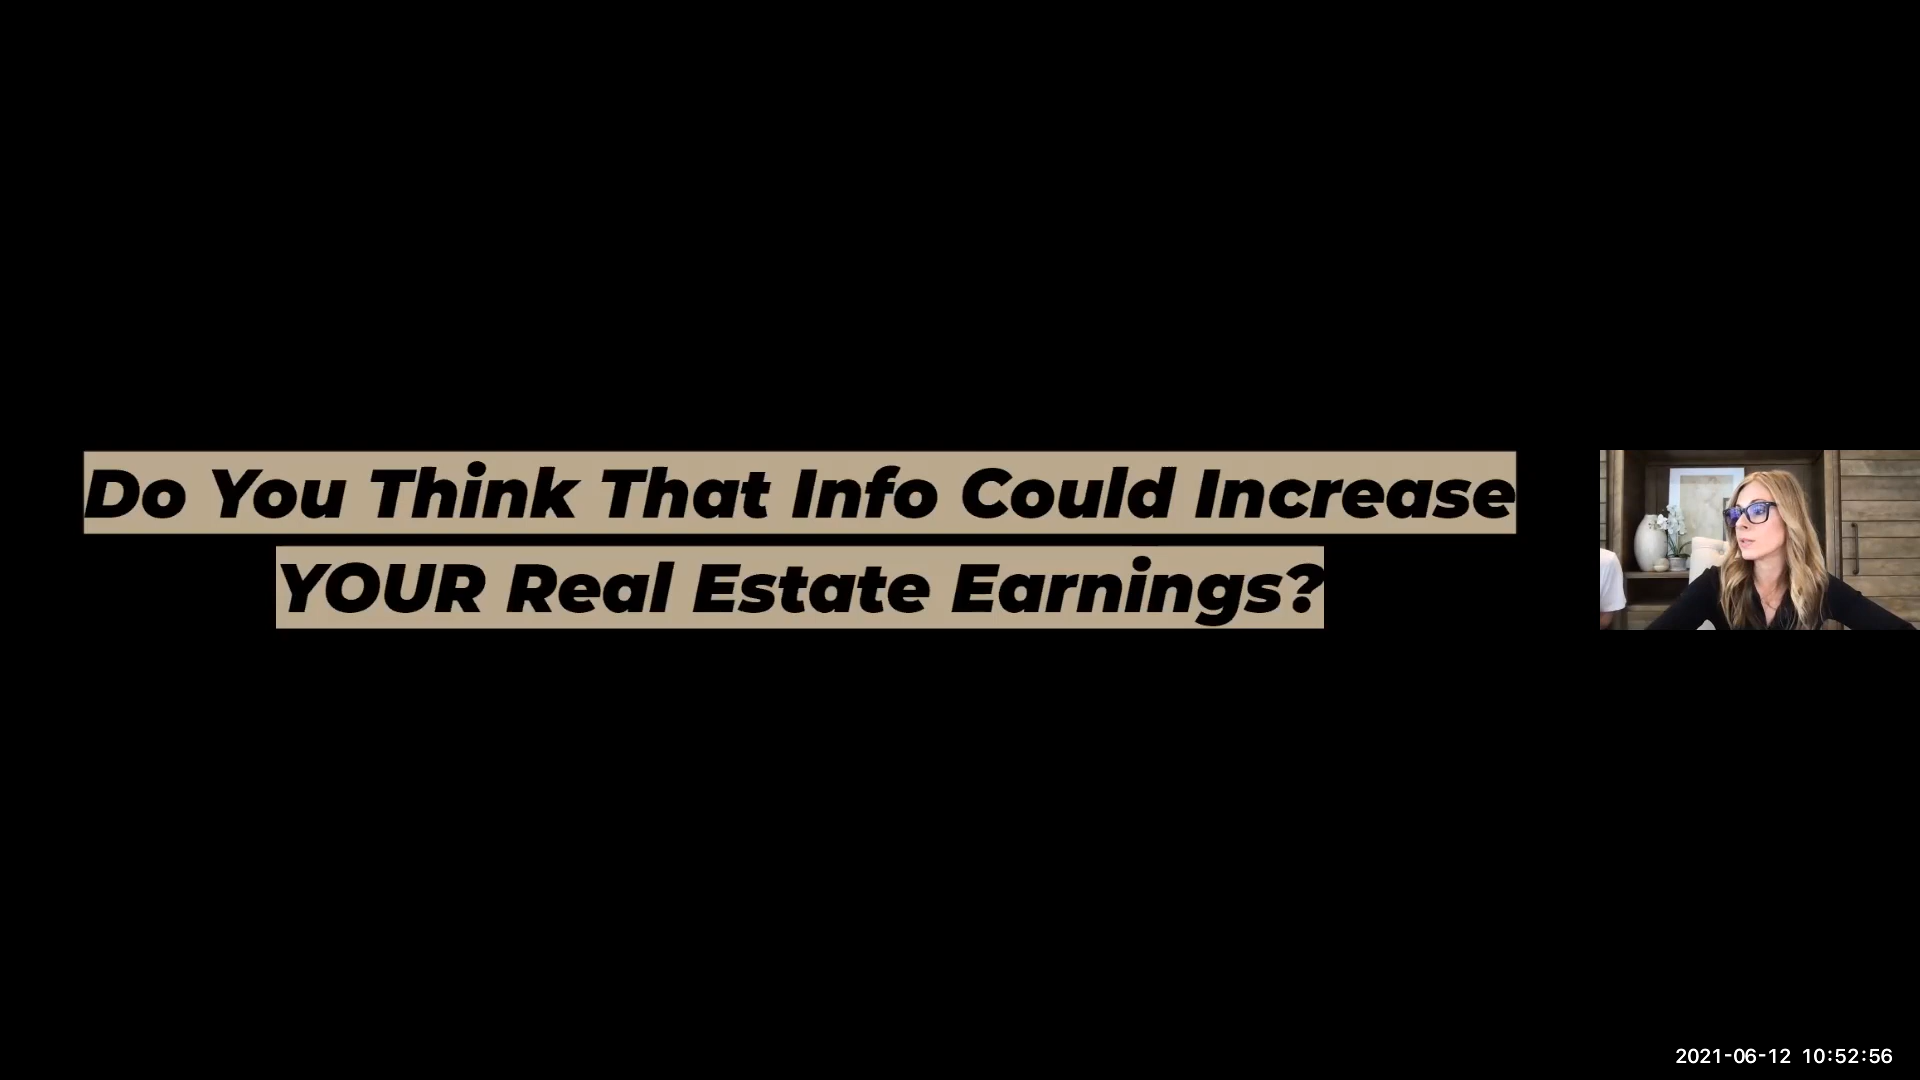 Do You Think That Info Could Increase
YOUR Real Estate Earnings?
2021-06-12 10:52:56